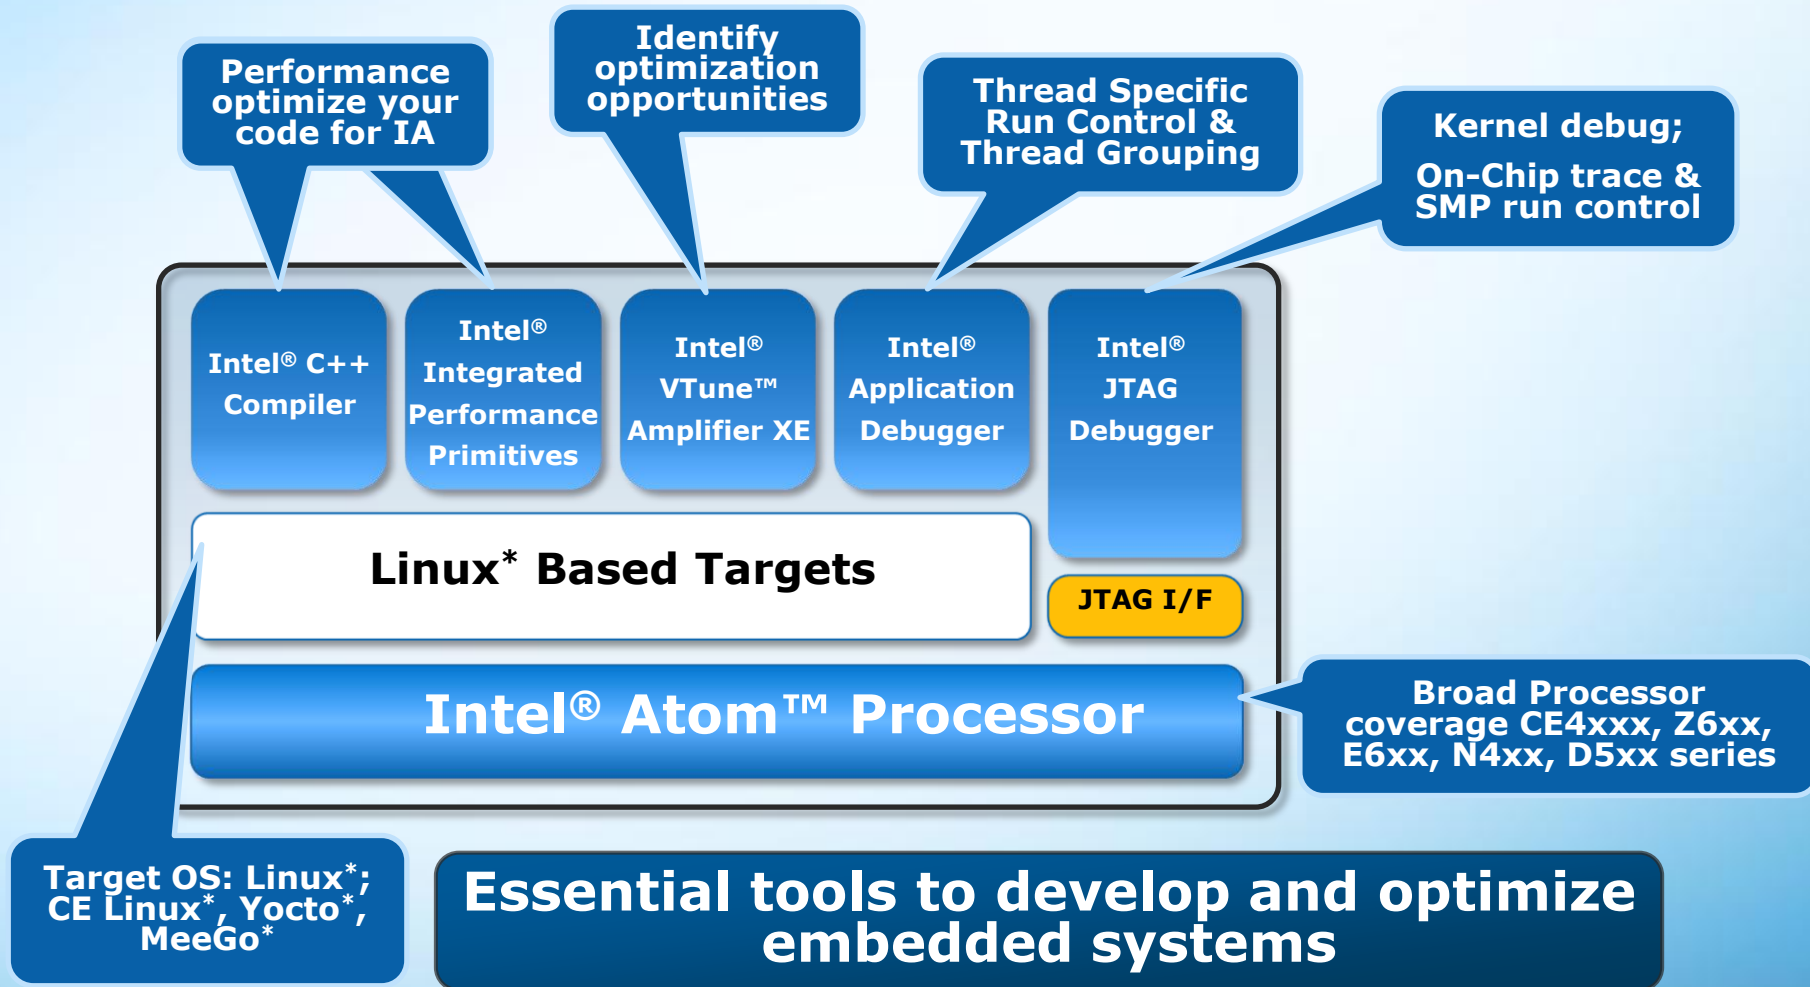 Performance
optimize your
code for IA
Identify
optimization
opportunities
Thread Specific
Run Control &
Thread Grouping
Kernel debug;
On-Chip trace &
SMP run control
Intel® C++
Compiler
Intel®
Integrated
Performance
Primitives
Intel®
VTune™
Amplifier XE
Intel®
Application
Debugger
Intel®
JTAG
Debugger
Linux* Based Targets
JTAG I/F
Intel® Atom™ Processor
Broad Processor
coverage CE4xxx, Z6xx,
E6xx, N4xx, D5xx series
Target OS: Linux*;
CE Linux*, Yocto*,
MeeGo*
Essential tools to develop and optimize
embedded systems